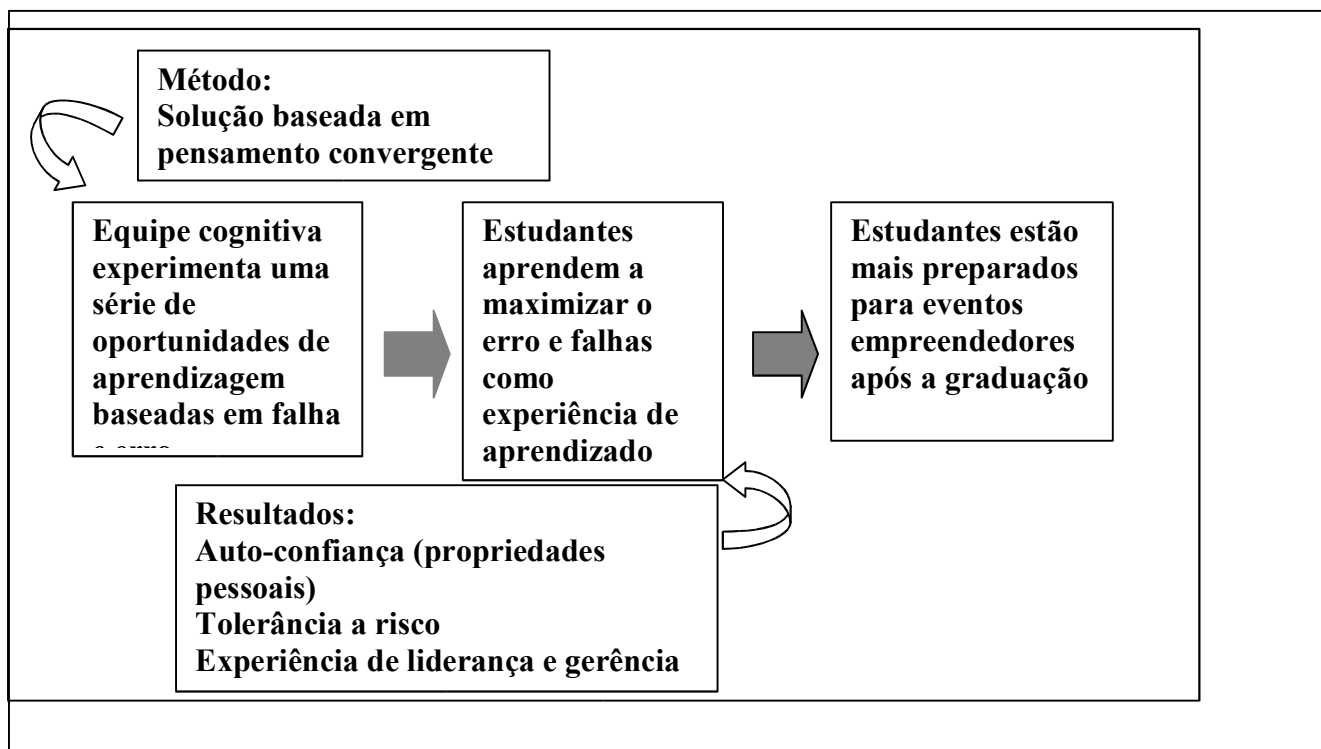 Método:
Solução baseada em
pensamento convergente
Equipe cognitiva
experimenta uma
série de
oportunidades de
aprendizagem
baseadas em falha
Estudantes
aprendem a
maximizar o
erro e falhas
como
experiência de
aprendizado
Estudantes estão
mais preparados
para eventos
empreendedores
após a graduação
Resultados:
Auto-confiança (propriedades
pessoais)
Tolerância a risco
Experiência de liderança e gerência